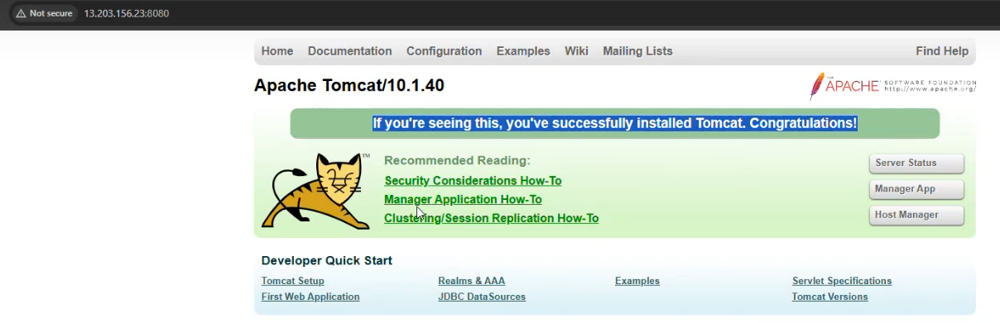 Not secure 13.203.156.23:8080
Home Documentation Configuration Examples Wiki Mailing Lists Find Help
Apache Tomcat/10.1.40
THE
APACHE SOFTWARE FOUNDATION
http://www.apache.org/
If you're seeing this, you've successfully installed Tomcat. Congratulations!
TM
Recommended Reading:
Security Considerations How-To
Manager Application How-To
Clustering/Session Replication How-To
Server Status
Manager App
Host Manager
Developer Quick Start
Tomcat Setup
First Web Application
Realms & AAA
JDBC DataSources
Examples
Servlet Specifications
Tomcat Versions